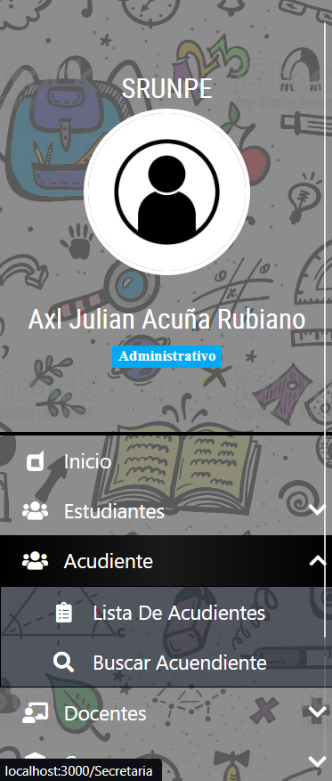 SRUNPE
Axl Julian Acuña Rubiano
Administrativo
Inicio
Estudiantes
Acudiente
Lista De Acudientes
Buscar Acuendiente
Docentes
localhost:3000/Secretaria